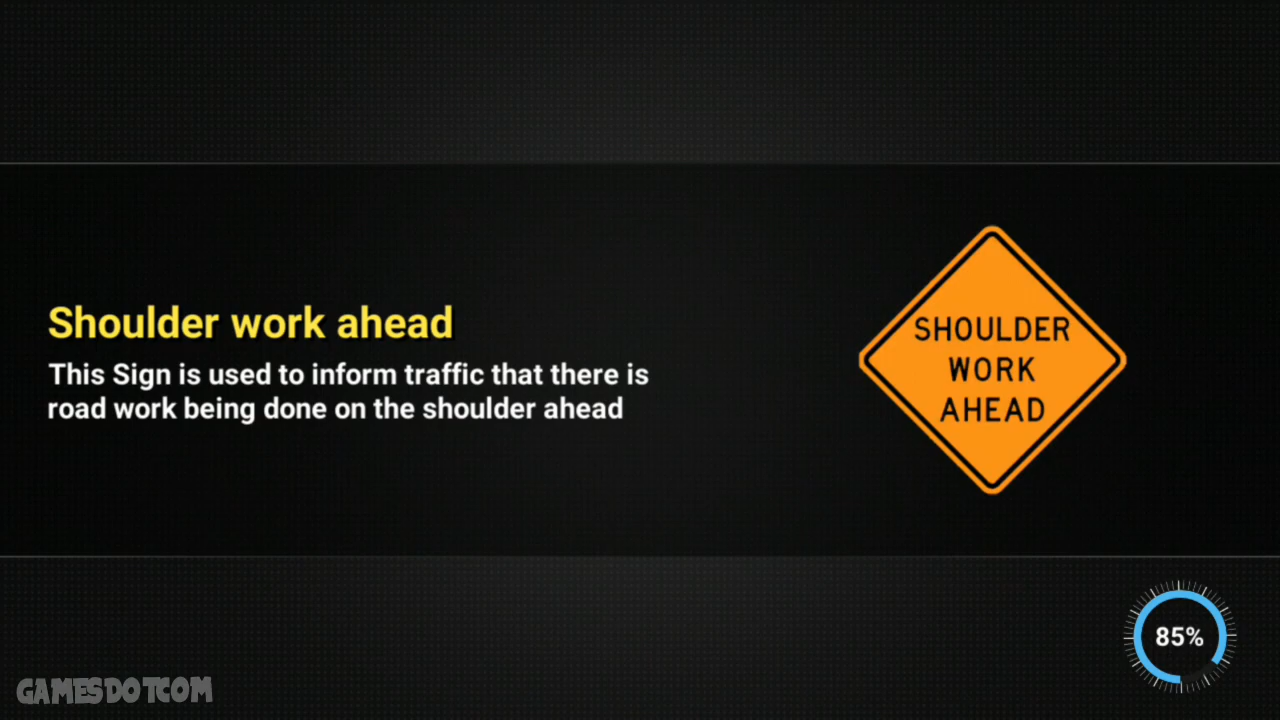 Shoulder work ahead
This Sign is used to inform traffic that there is
road work being done on the shoulder ahead
SHOULDER
WORK
AHEAD
85%
GAMESDOTCOM